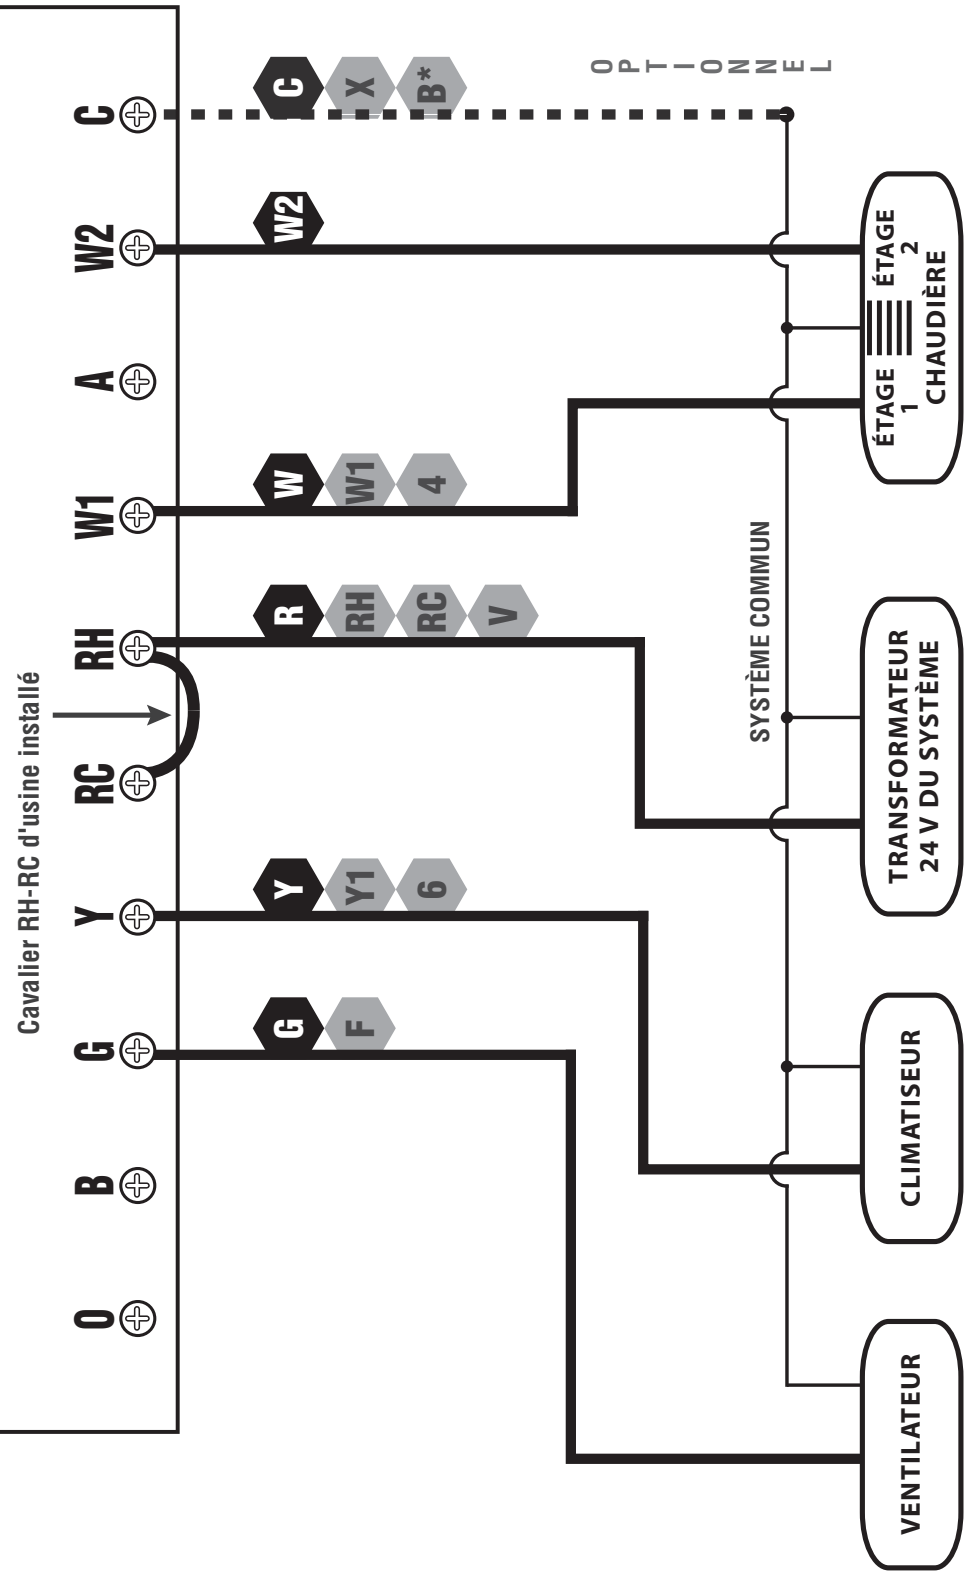 Cavalier RH-RC d'usine installé
O
B
G
Y
RC
RH
W1
A
W2
C
G
F
Y
Y1
6
R
RH
RC
V
W
W1
4
W2
C
X
B*
OPTIONNEL
SYSTÈME COMMUN
VENTILATEUR
CLIMATISEUR
TRANSFORMATEUR
24 V DU SYSTÈME
ÉTAGE
1
ÉTAGE
2
CHAUDIÈRE